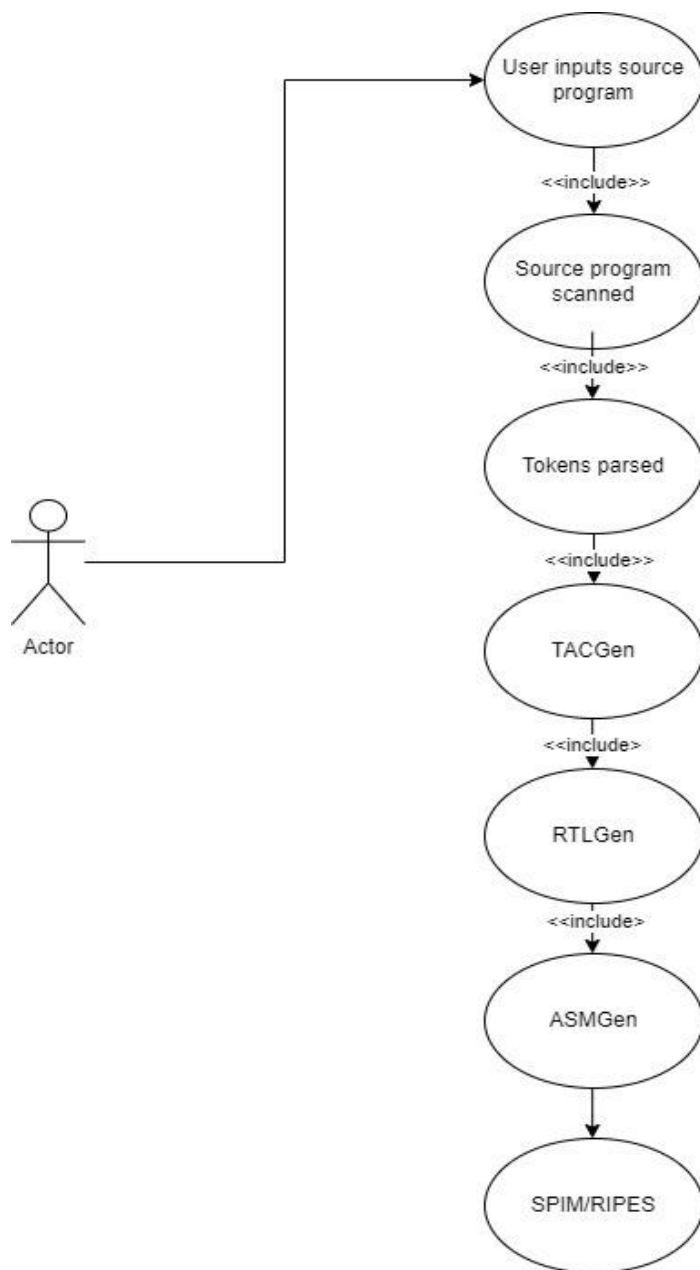 User inputs source
program
<<include>>
Source program
scanned
<<include>>
Tokens parsed
<<include>>
Actor
TACGen
<<include>
RTLGen
<<include>
ASMGen
SPIM/RIPES